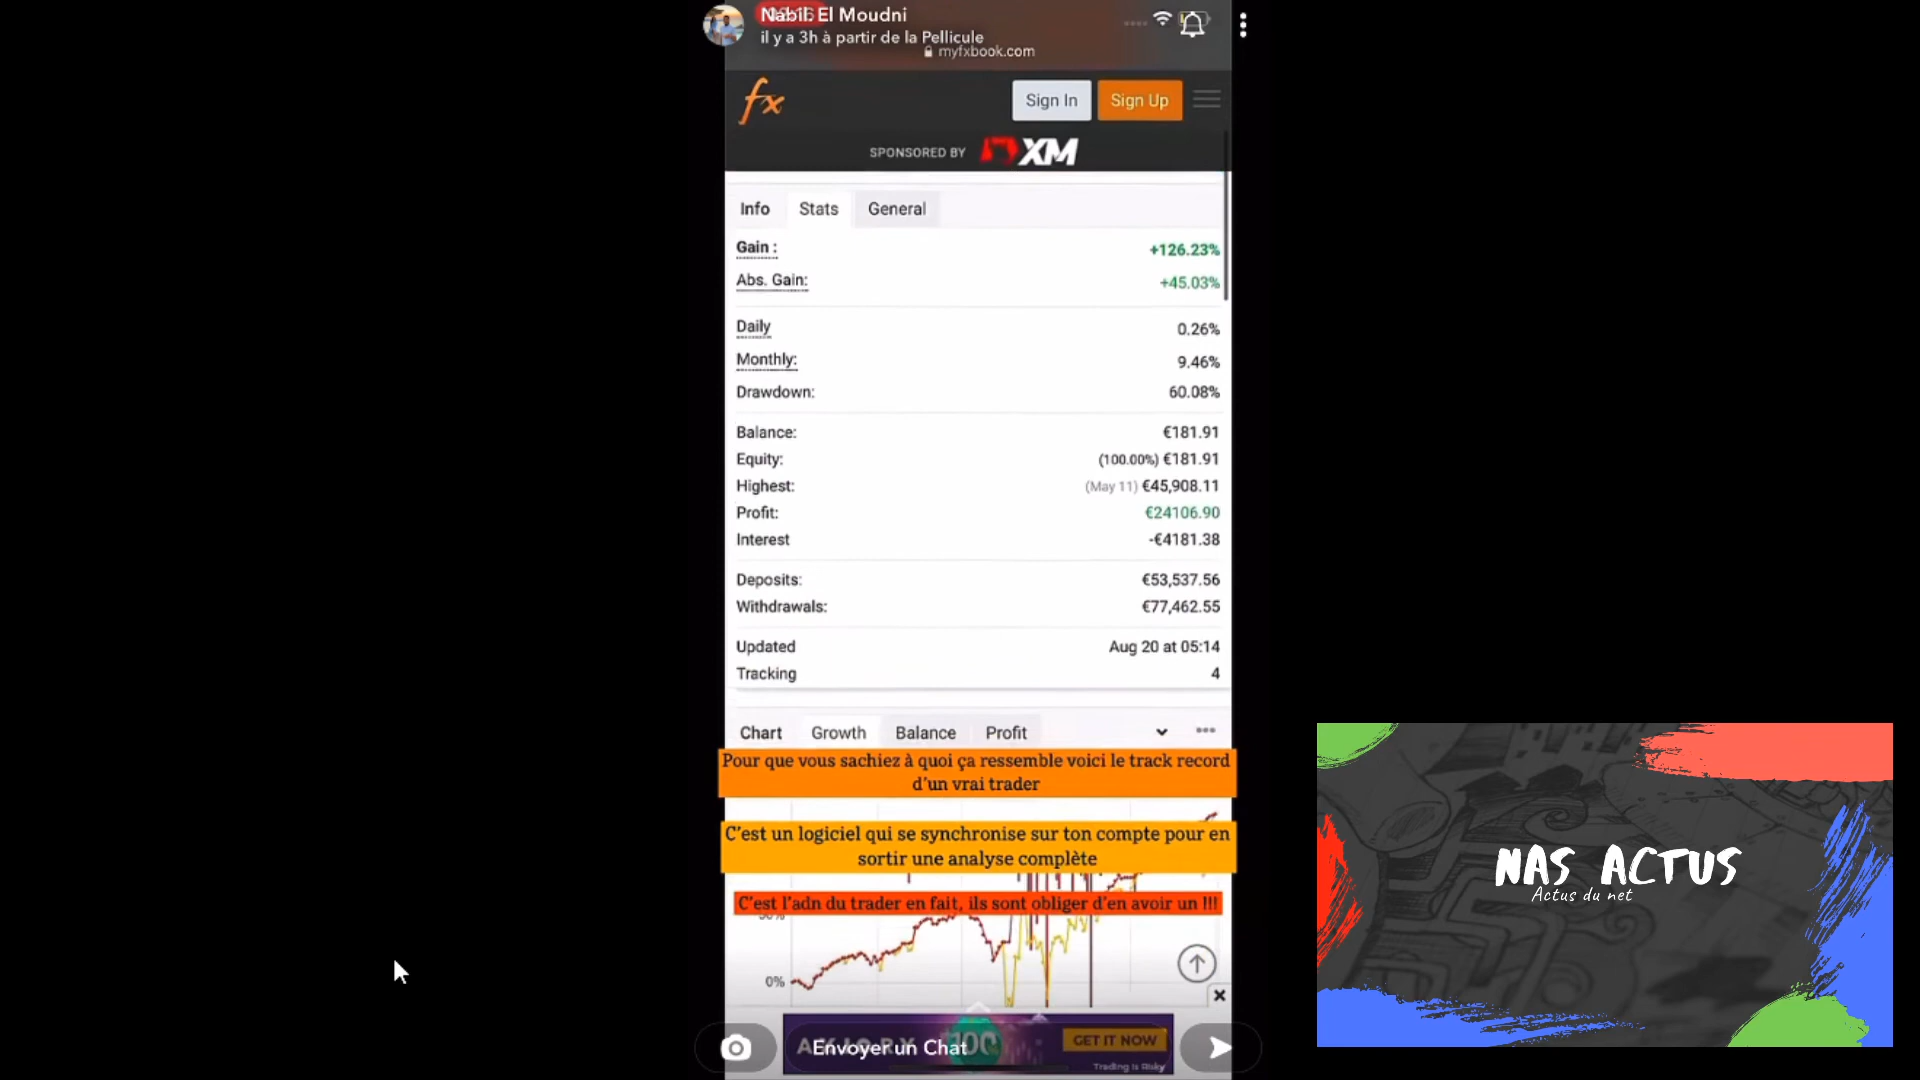 Nabil. El Moudni
il y a 3h à partir de la Pellicule
myfxbook.com
fx
Sign In
Sign Up
SPONSORED BY XM
Info
Stats
General
Gain : +126.23%
Abs. Gain: +45.03%
Daily 0.26%
Monthly: 9.46%
Drawdown: 60.08%
Balance: €181.91
Equity: (100.00%) €181.91
Highest: (May 11) €45,908.11
Profit: €24106.90
Interest -€4181.38
Deposits: €53,537.56
Withdrawals: €77,462.55
Updated Aug 20 at 05:14
Tracking 4
Chart
Growth
Balance
Profit
Pour que vous sachiez à quoi ça ressemble voici le track record
d'un vrai trader
C'est un logiciel qui se synchronise sur ton compte pour en
sortir une analyse complète
C'est l'adn du trader en fait, ils sont obliger d'en avoir un !!!
0%
Envoyer un Chat
GET IT NOW
Trading Is Risky
NAS ACTUS
Actus du net